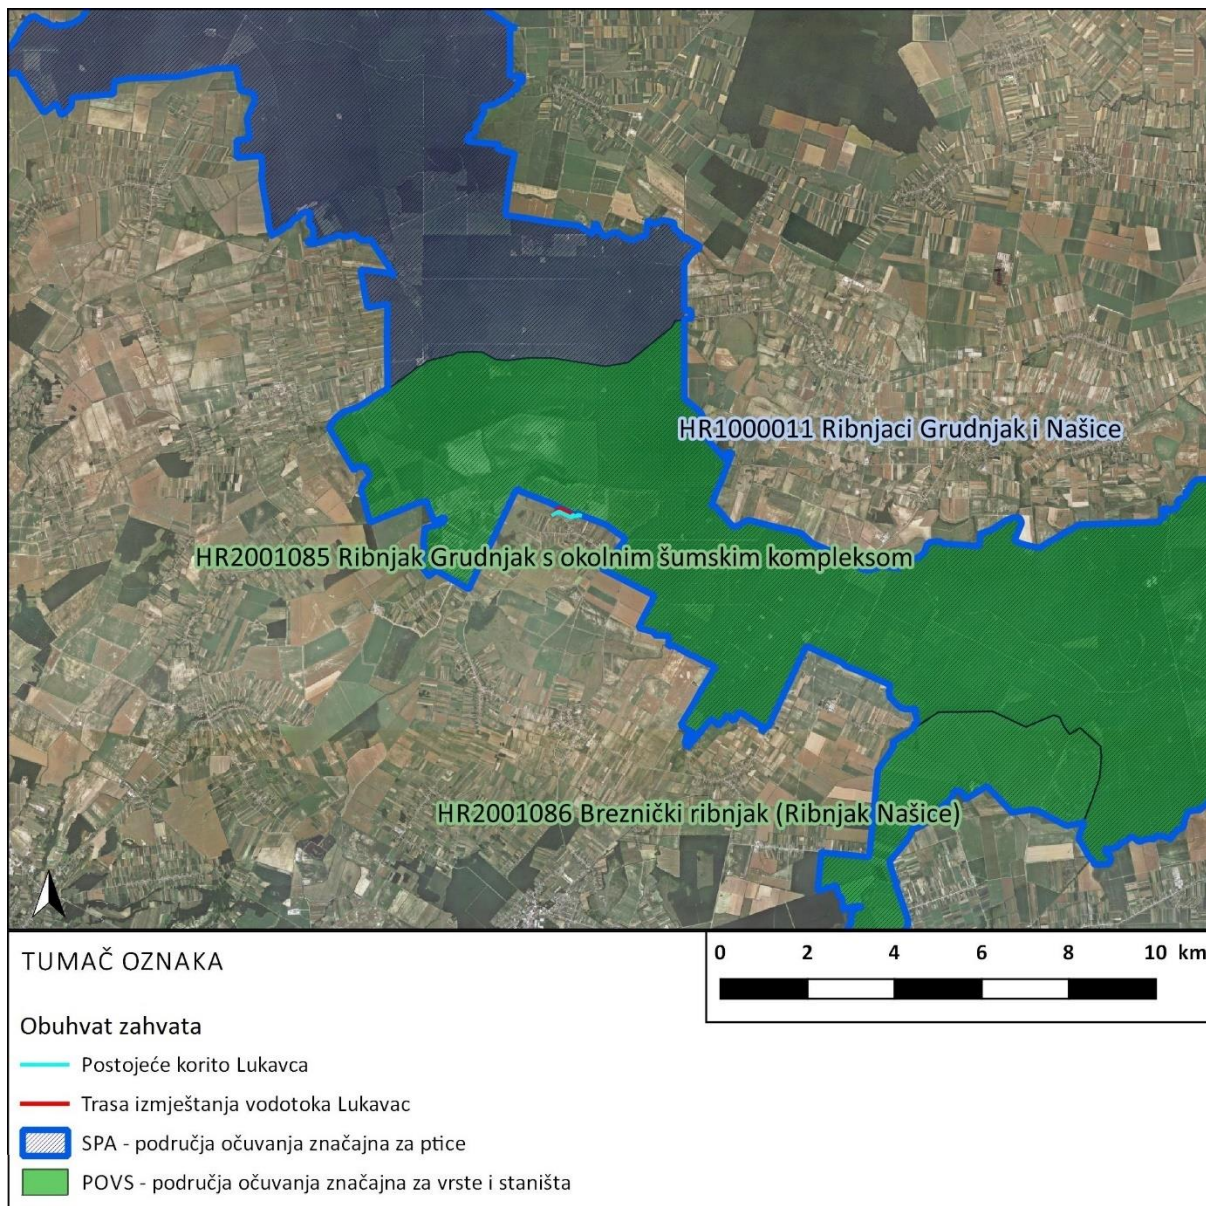 HR1000011 Ribnjaci Grudnjak i Našice
HR2001085 Ribnjak Grudnjak s okolnim šumskim kompleksom
HR2001086 Breznički ribnjak (Ribnjak Našice)
TUMAČ OZNAKA
0 2 4 6 8 10 km
Obuhvat zahvata
Postojeće korito Lukavca
Trasa izmještanja vodotoka Lukavac
SPA - područja očuvanja značajna za ptice
POVS - područja očuvanja značajna za vrste i staništa